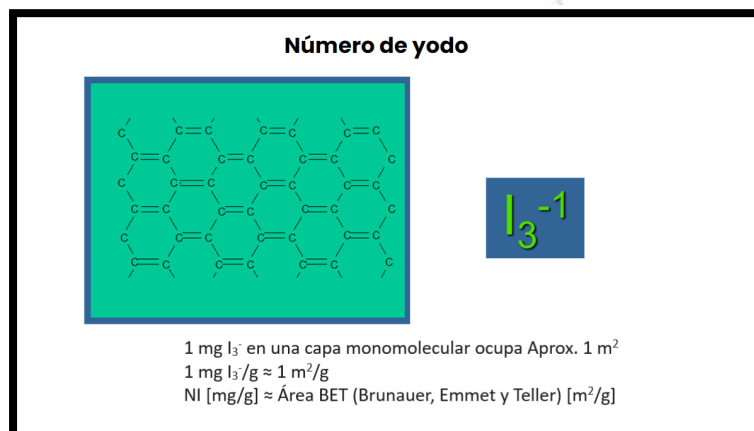 Número de yodo
C C=C C=C C=C
C=C C=C C=C C
C C=C C=C C=C
C=C C=C C=C C
C C=C C=C C=C
C=C C=C C=C C
I₃⁻¹
1 mg I₃⁻ en una capa monomolecular ocupa Aprox. 1 m²
1 mg I₃⁻/g ≈ 1 m²/g
NI [mg/g] ≈ Área BET (Brunauer, Emmet y Teller) [m²/g]